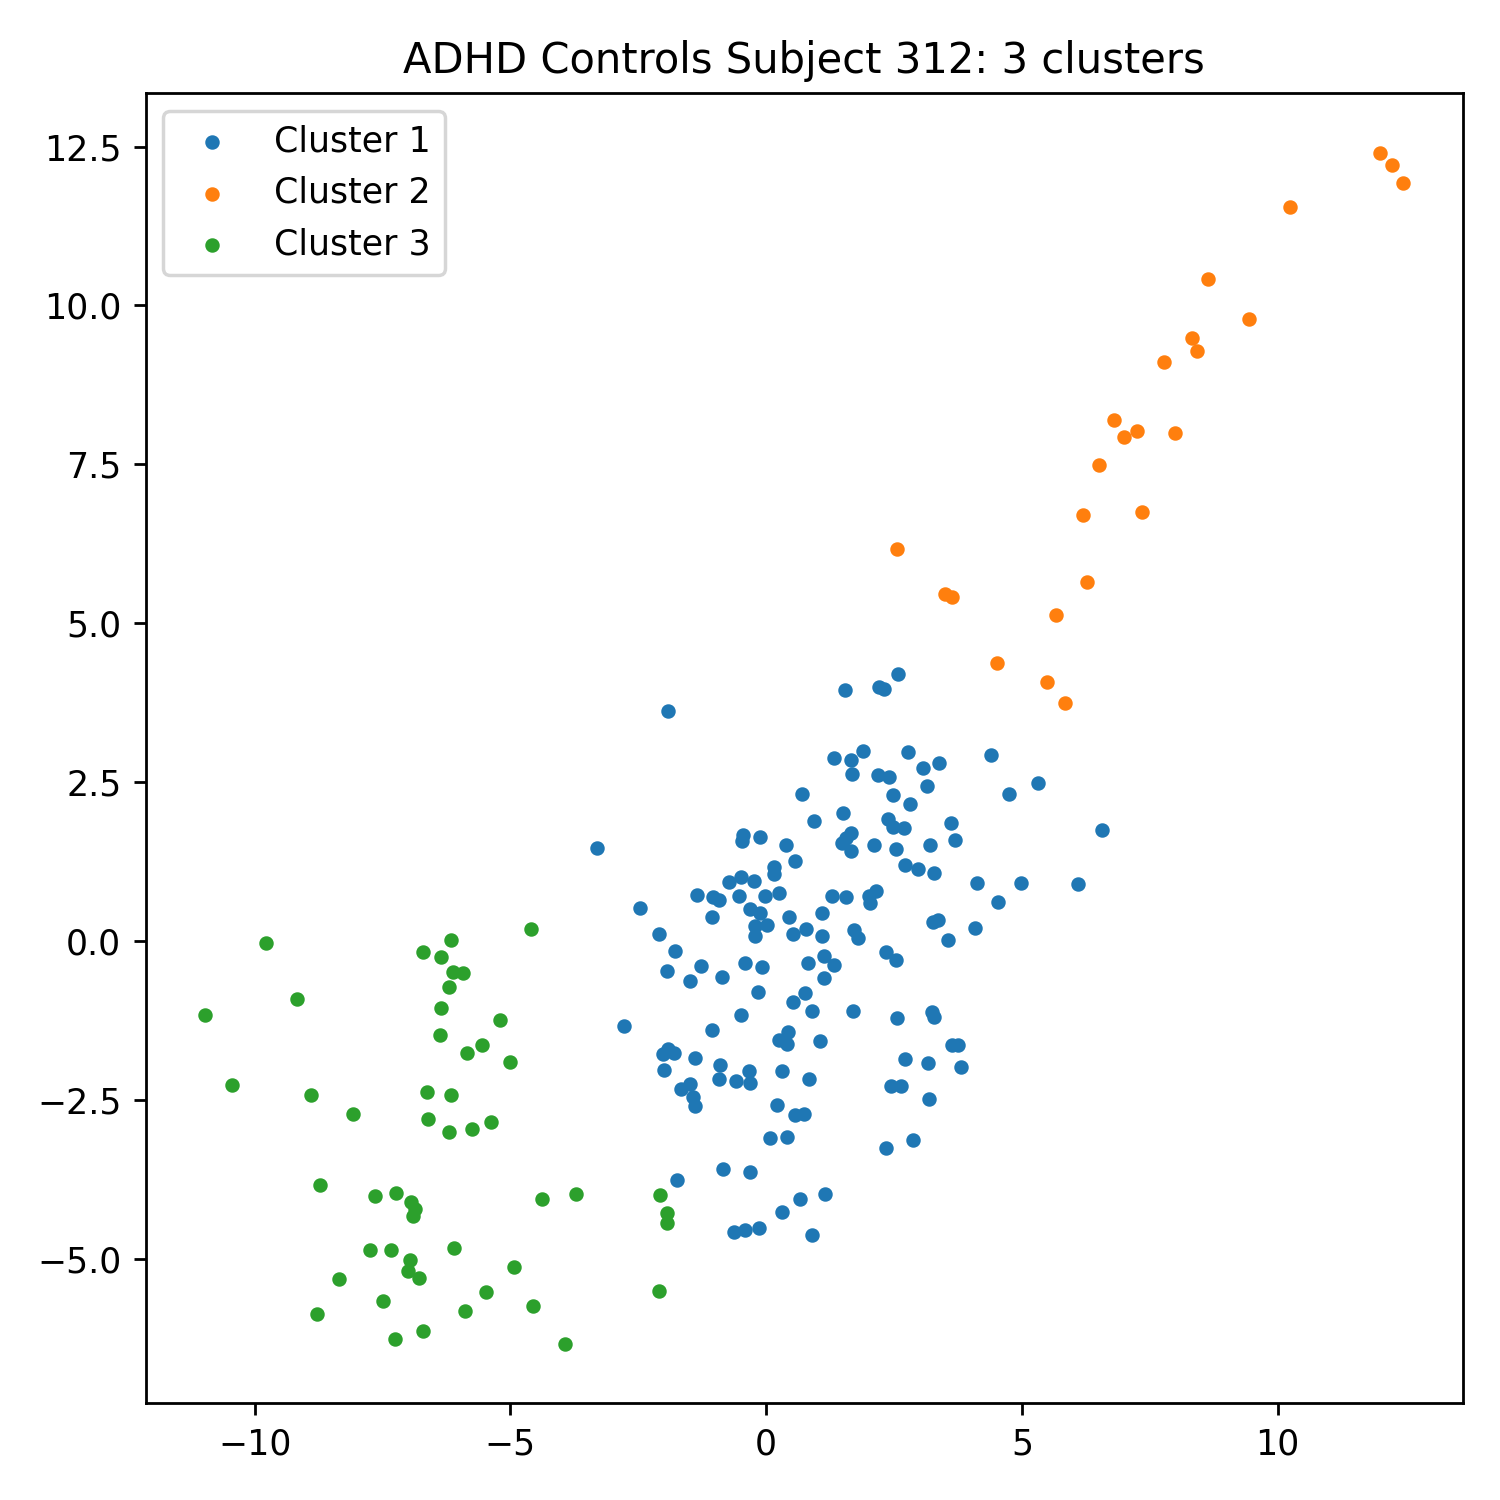 ADHD Controls Subject 312: 3 clusters
Cluster 1
Cluster 2
Cluster 3
12.5
10.0
7.5
5.0
2.5
0.0
−2.5
−5.0
−10 −5 0 5 10